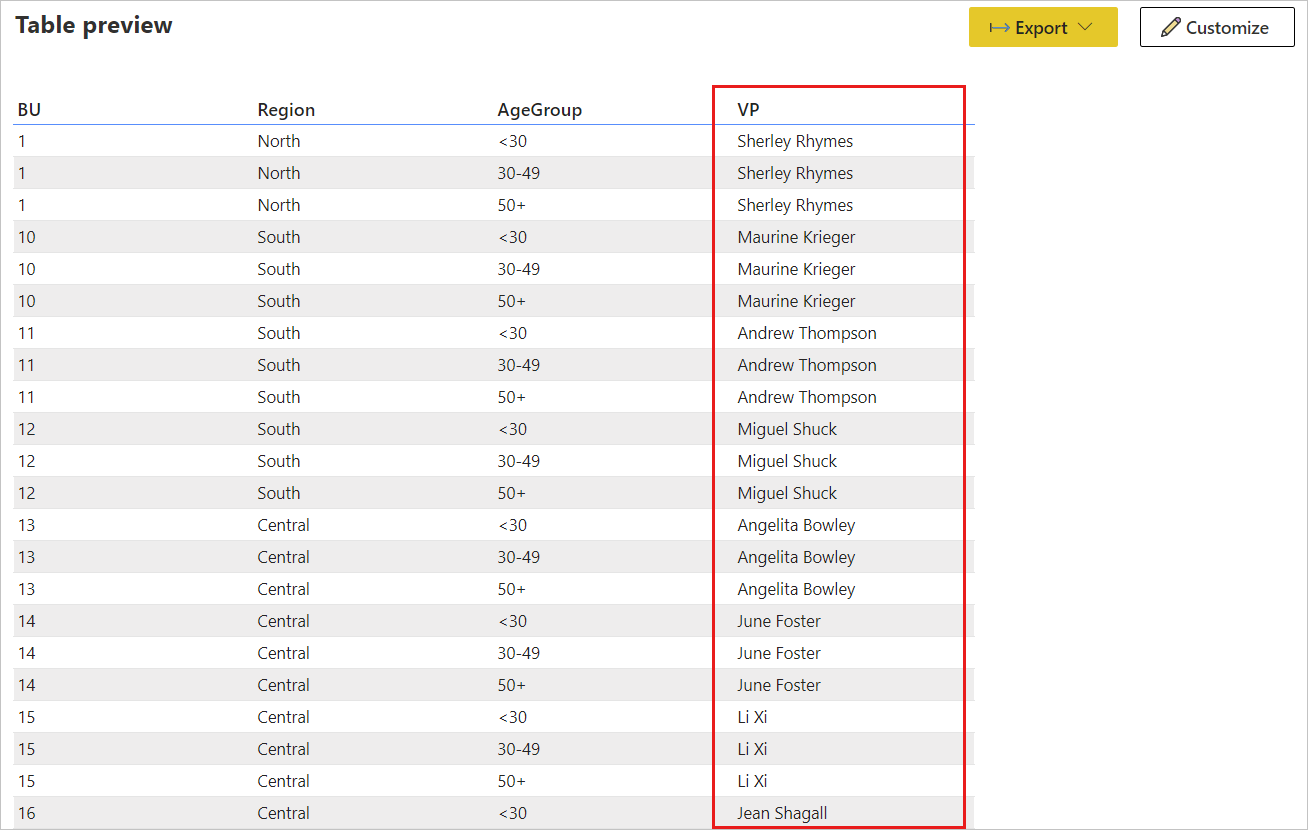 Table preview
Export
Customize
BU Region AgeGroup VP
1 North <30 Sherley Rhymes
1 North 30-49 Sherley Rhymes
1 North 50+ Sherley Rhymes
10 South <30 Maurine Krieger
10 South 30-49 Maurine Krieger
10 South 50+ Maurine Krieger
11 South <30 Andrew Thompson
11 South 30-49 Andrew Thompson
11 South 50+ Andrew Thompson
12 South <30 Miguel Shuck
12 South 30-49 Miguel Shuck
12 South 50+ Miguel Shuck
13 Central <30 Angelita Bowley
13 Central 30-49 Angelita Bowley
13 Central 50+ Angelita Bowley
14 Central <30 June Foster
14 Central 30-49 June Foster
14 Central 50+ June Foster
15 Central <30 Li Xi
15 Central 30-49 Li Xi
15 Central 50+ Li Xi
16 Central <30 Jean Shagall